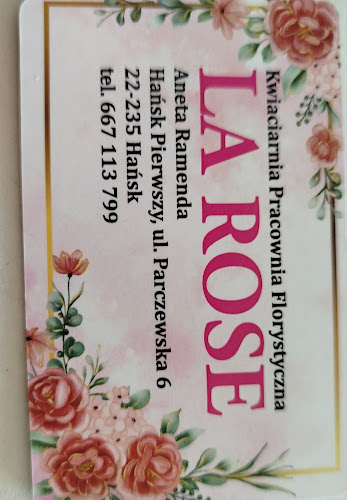 Kwiaciarnia Pracownia Florystyczna
LA ROSE
Aneta Ramenda
Hańsk Pierwszy, ul. Parczewska 6
22-235 Hańsk
tel. 667 113 799